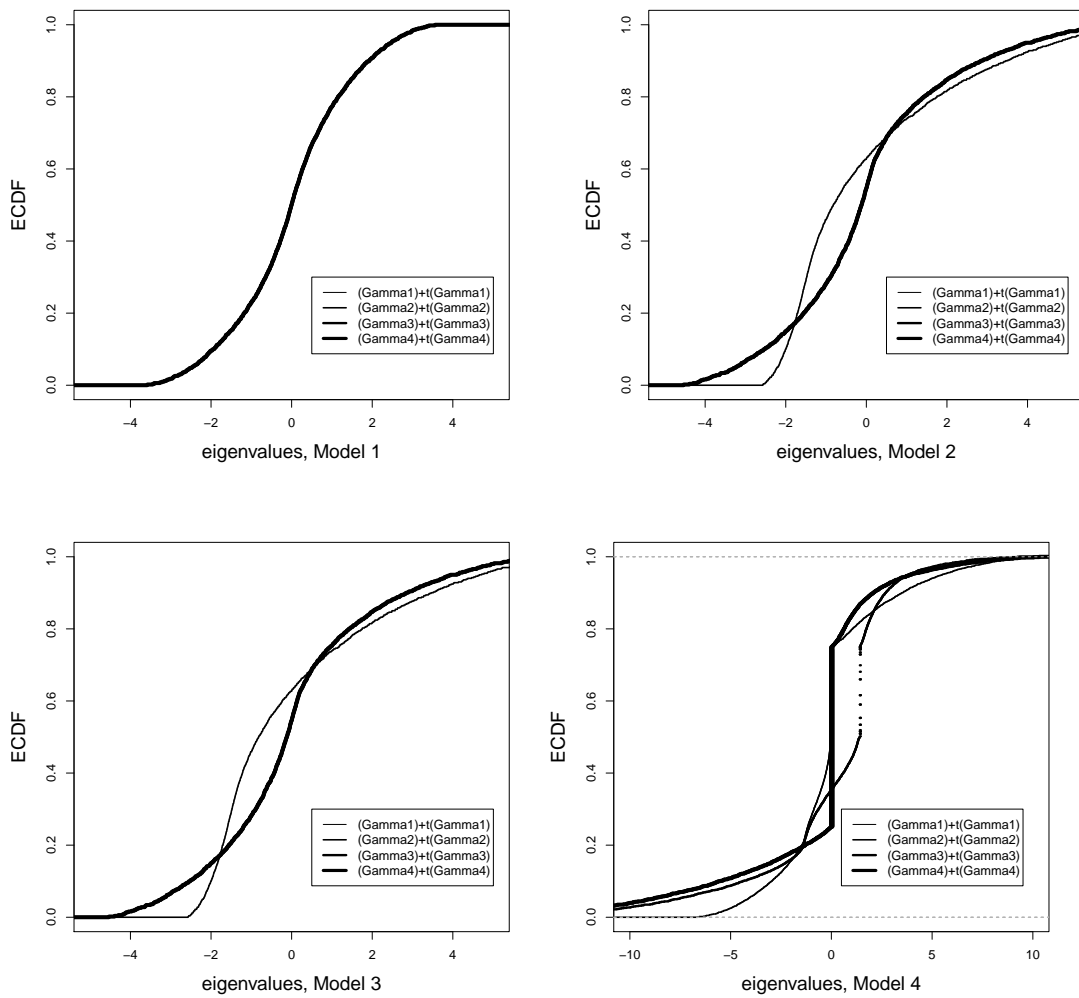 ECDF
0.0 0.2 0.4 0.6 0.8 1.0
(Gamma1)+t(Gamma1)
(Gamma2)+t(Gamma2)
(Gamma3)+t(Gamma3)
(Gamma4)+t(Gamma4)
−4 −2 0 2 4
eigenvalues, Model 1
ECDF
0.0 0.2 0.4 0.6 0.8 1.0
(Gamma1)+t(Gamma1)
(Gamma2)+t(Gamma2)
(Gamma3)+t(Gamma3)
(Gamma4)+t(Gamma4)
−4 −2 0 2 4
eigenvalues, Model 2
ECDF
0.0 0.2 0.4 0.6 0.8 1.0
(Gamma1)+t(Gamma1)
(Gamma2)+t(Gamma2)
(Gamma3)+t(Gamma3)
(Gamma4)+t(Gamma4)
−4 −2 0 2 4
eigenvalues, Model 3
ECDF
0.0 0.2 0.4 0.6 0.8 1.0
(Gamma1)+t(Gamma1)
(Gamma2)+t(Gamma2)
(Gamma3)+t(Gamma3)
(Gamma4)+t(Gamma4)
−10 −5 0 5 10
eigenvalues, Model 4